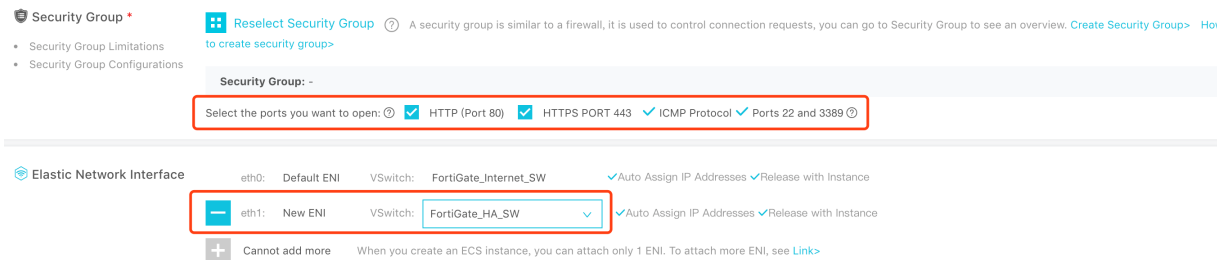 Security Group *
Security Group Limitations
Security Group Configurations
Reselect Security Group ? A security group is similar to a firewall, it is used to control connection requests, you can go to Security Group to see an overview. Create Security Group>
to create security group>
Security Group: -
Select the ports you want to open: ? HTTP (Port 80) HTTPS PORT 443 ICMP Protocol Ports 22 and 3389 ?
Elastic Network Interface
eth0: Default ENI VSwitch: FortiGate_Internet_SW Auto Assign IP Addresses Release with Instance
eth1: New ENI VSwitch: FortiGate_HA_SW Auto Assign IP Addresses Release with Instance
Cannot add more When you create an ECS instance, you can attach only 1 ENI. To attach more ENI, see Link>